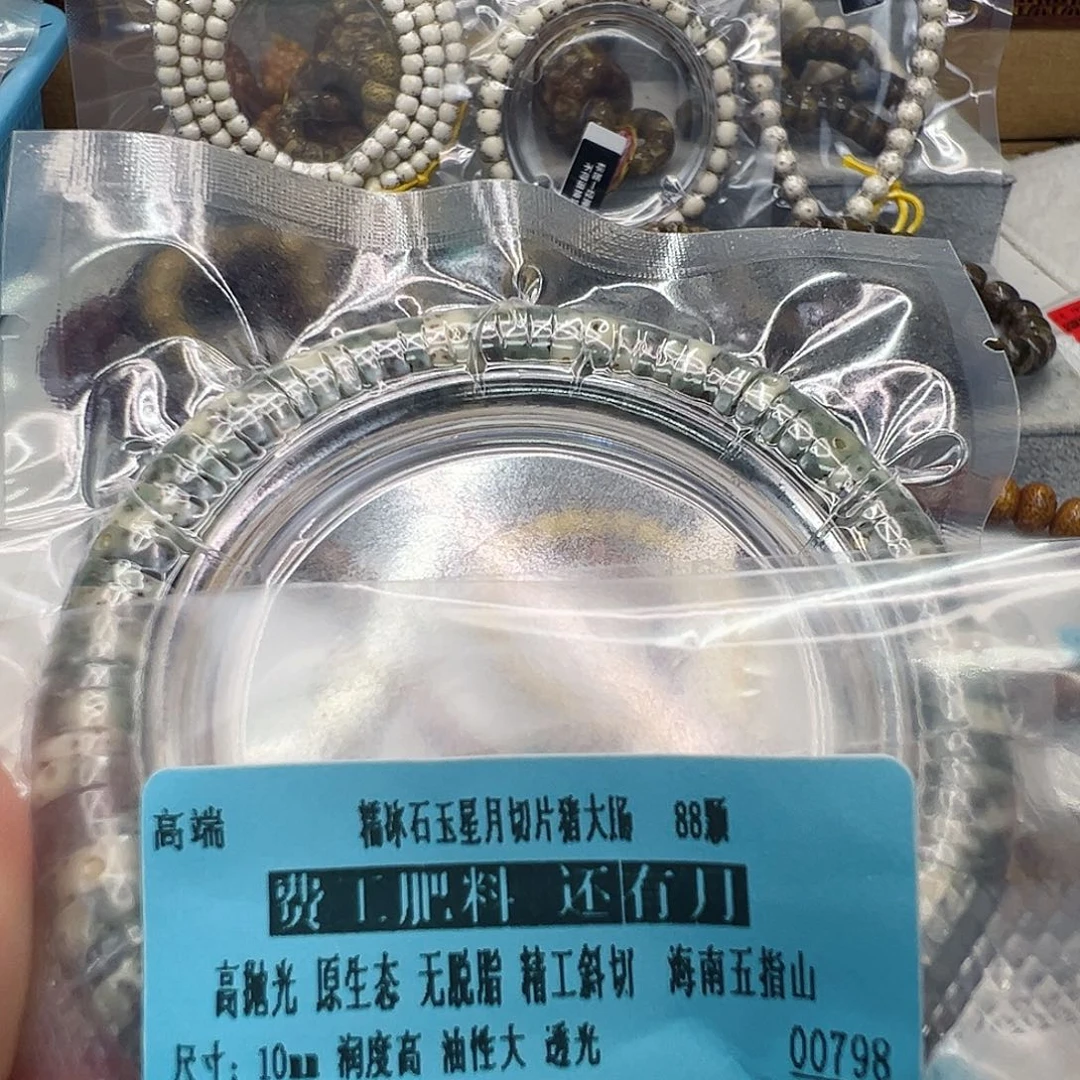 高端 糯冰石玉星月切片猪大肠 88颗
费工肥料 还有刀
高抛光 原生态 无脱脂 精工斜切 海南五指山
尺寸: 10mm 润度高 油性大 透光 00798